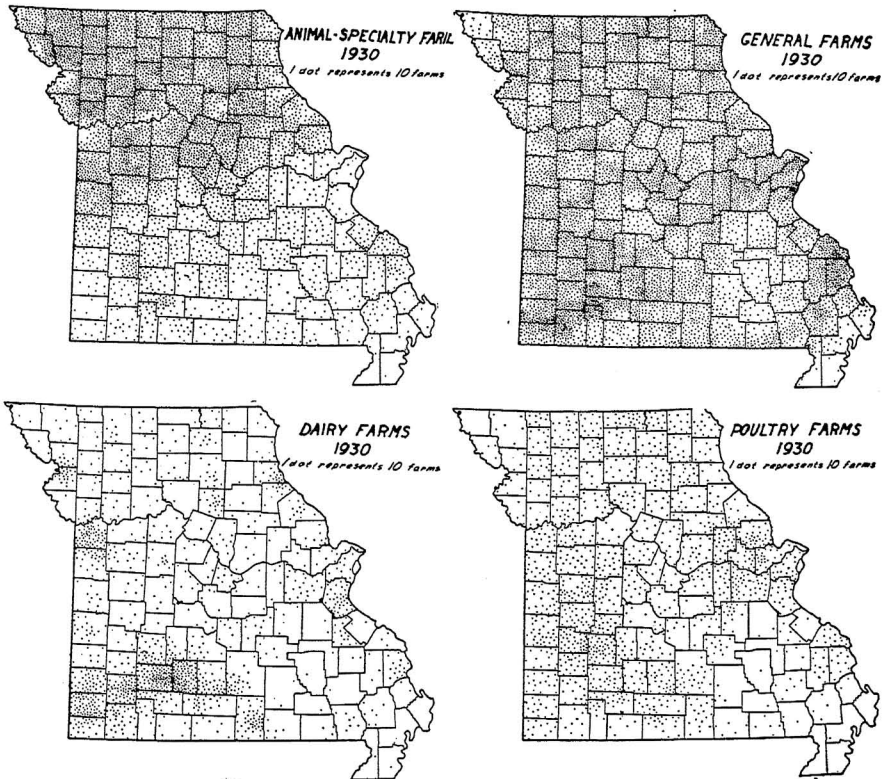 ANIMAL-SPECIALTY FARIL
1930
1 dot represents 10 farms
GENERAL FARMS
1930
1 dot represents 10 farms
DAIRY FARMS
1930
1 dot represents 10 farms
POULTRY FARMS
1930
1 dot represents 10 farms